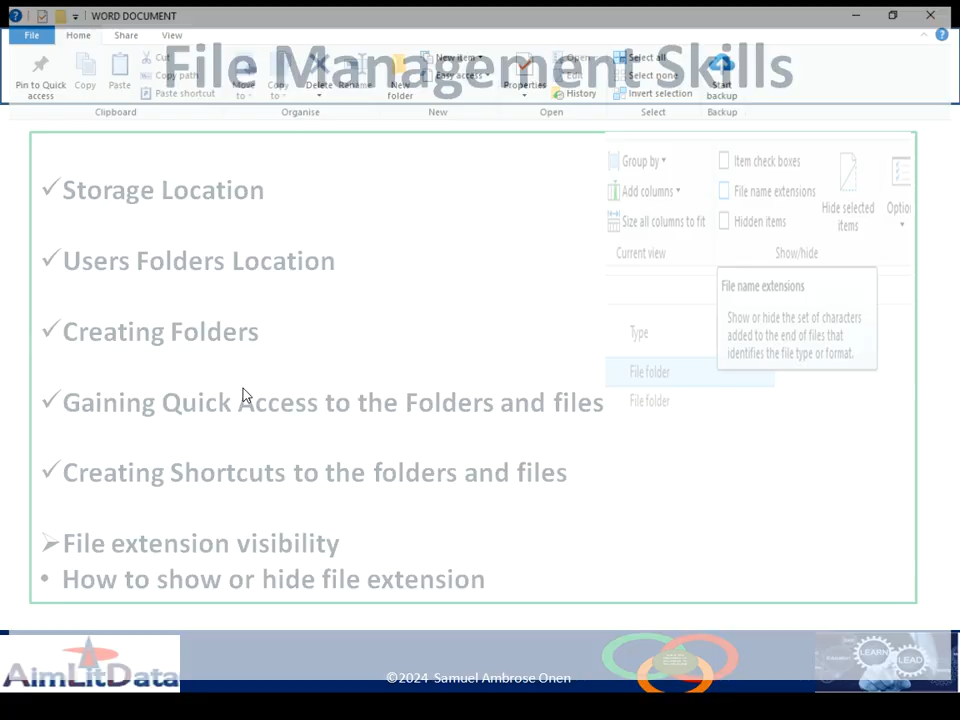 WORD DOCUMENT
File Home Share View
File Management Skills
Pin to Quick access
Copy
Paste
Cut
Copy path
Paste shortcut
Move to
Copy to
Delete
Rename
New folder
New item
Easy access
Properties
Open
Edit
History
Select all
Select none
Invert selection
Start backup
Clipboard Organise New Open Select Backup
Storage Location
Users Folders Location
Creating Folders
Gaining Quick Access to the Folders and files
Creating Shortcuts to the folders and files
File extension visibility
How to show or hide file extension
Group by
Add columns
Size all columns to fit
Current view
Item check boxes
File name extensions
Hidden items
Hide selected
items
Show/hide
File name extensions
Show or hide the set of characters
added to the end of files that
identifies the file type or format.
Type
File folder
File folder
AimLitData
©2024 Samuel Ambrose Onen
LEARN
LEAD